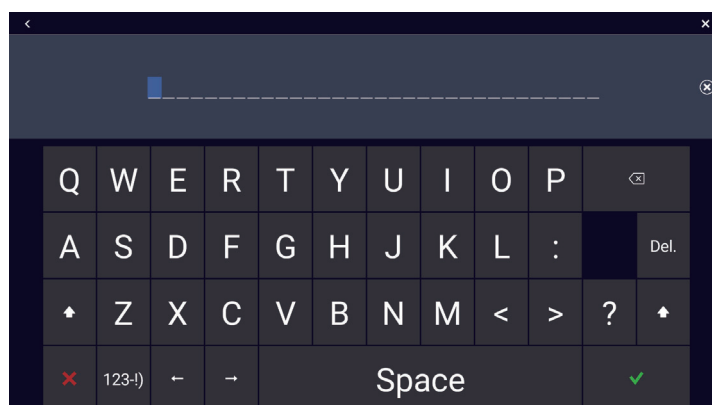 Q W E R T Y U I O P
A S D F G H J K L : Del.
Z X C V B N M < > ?
123-!) ← → Space